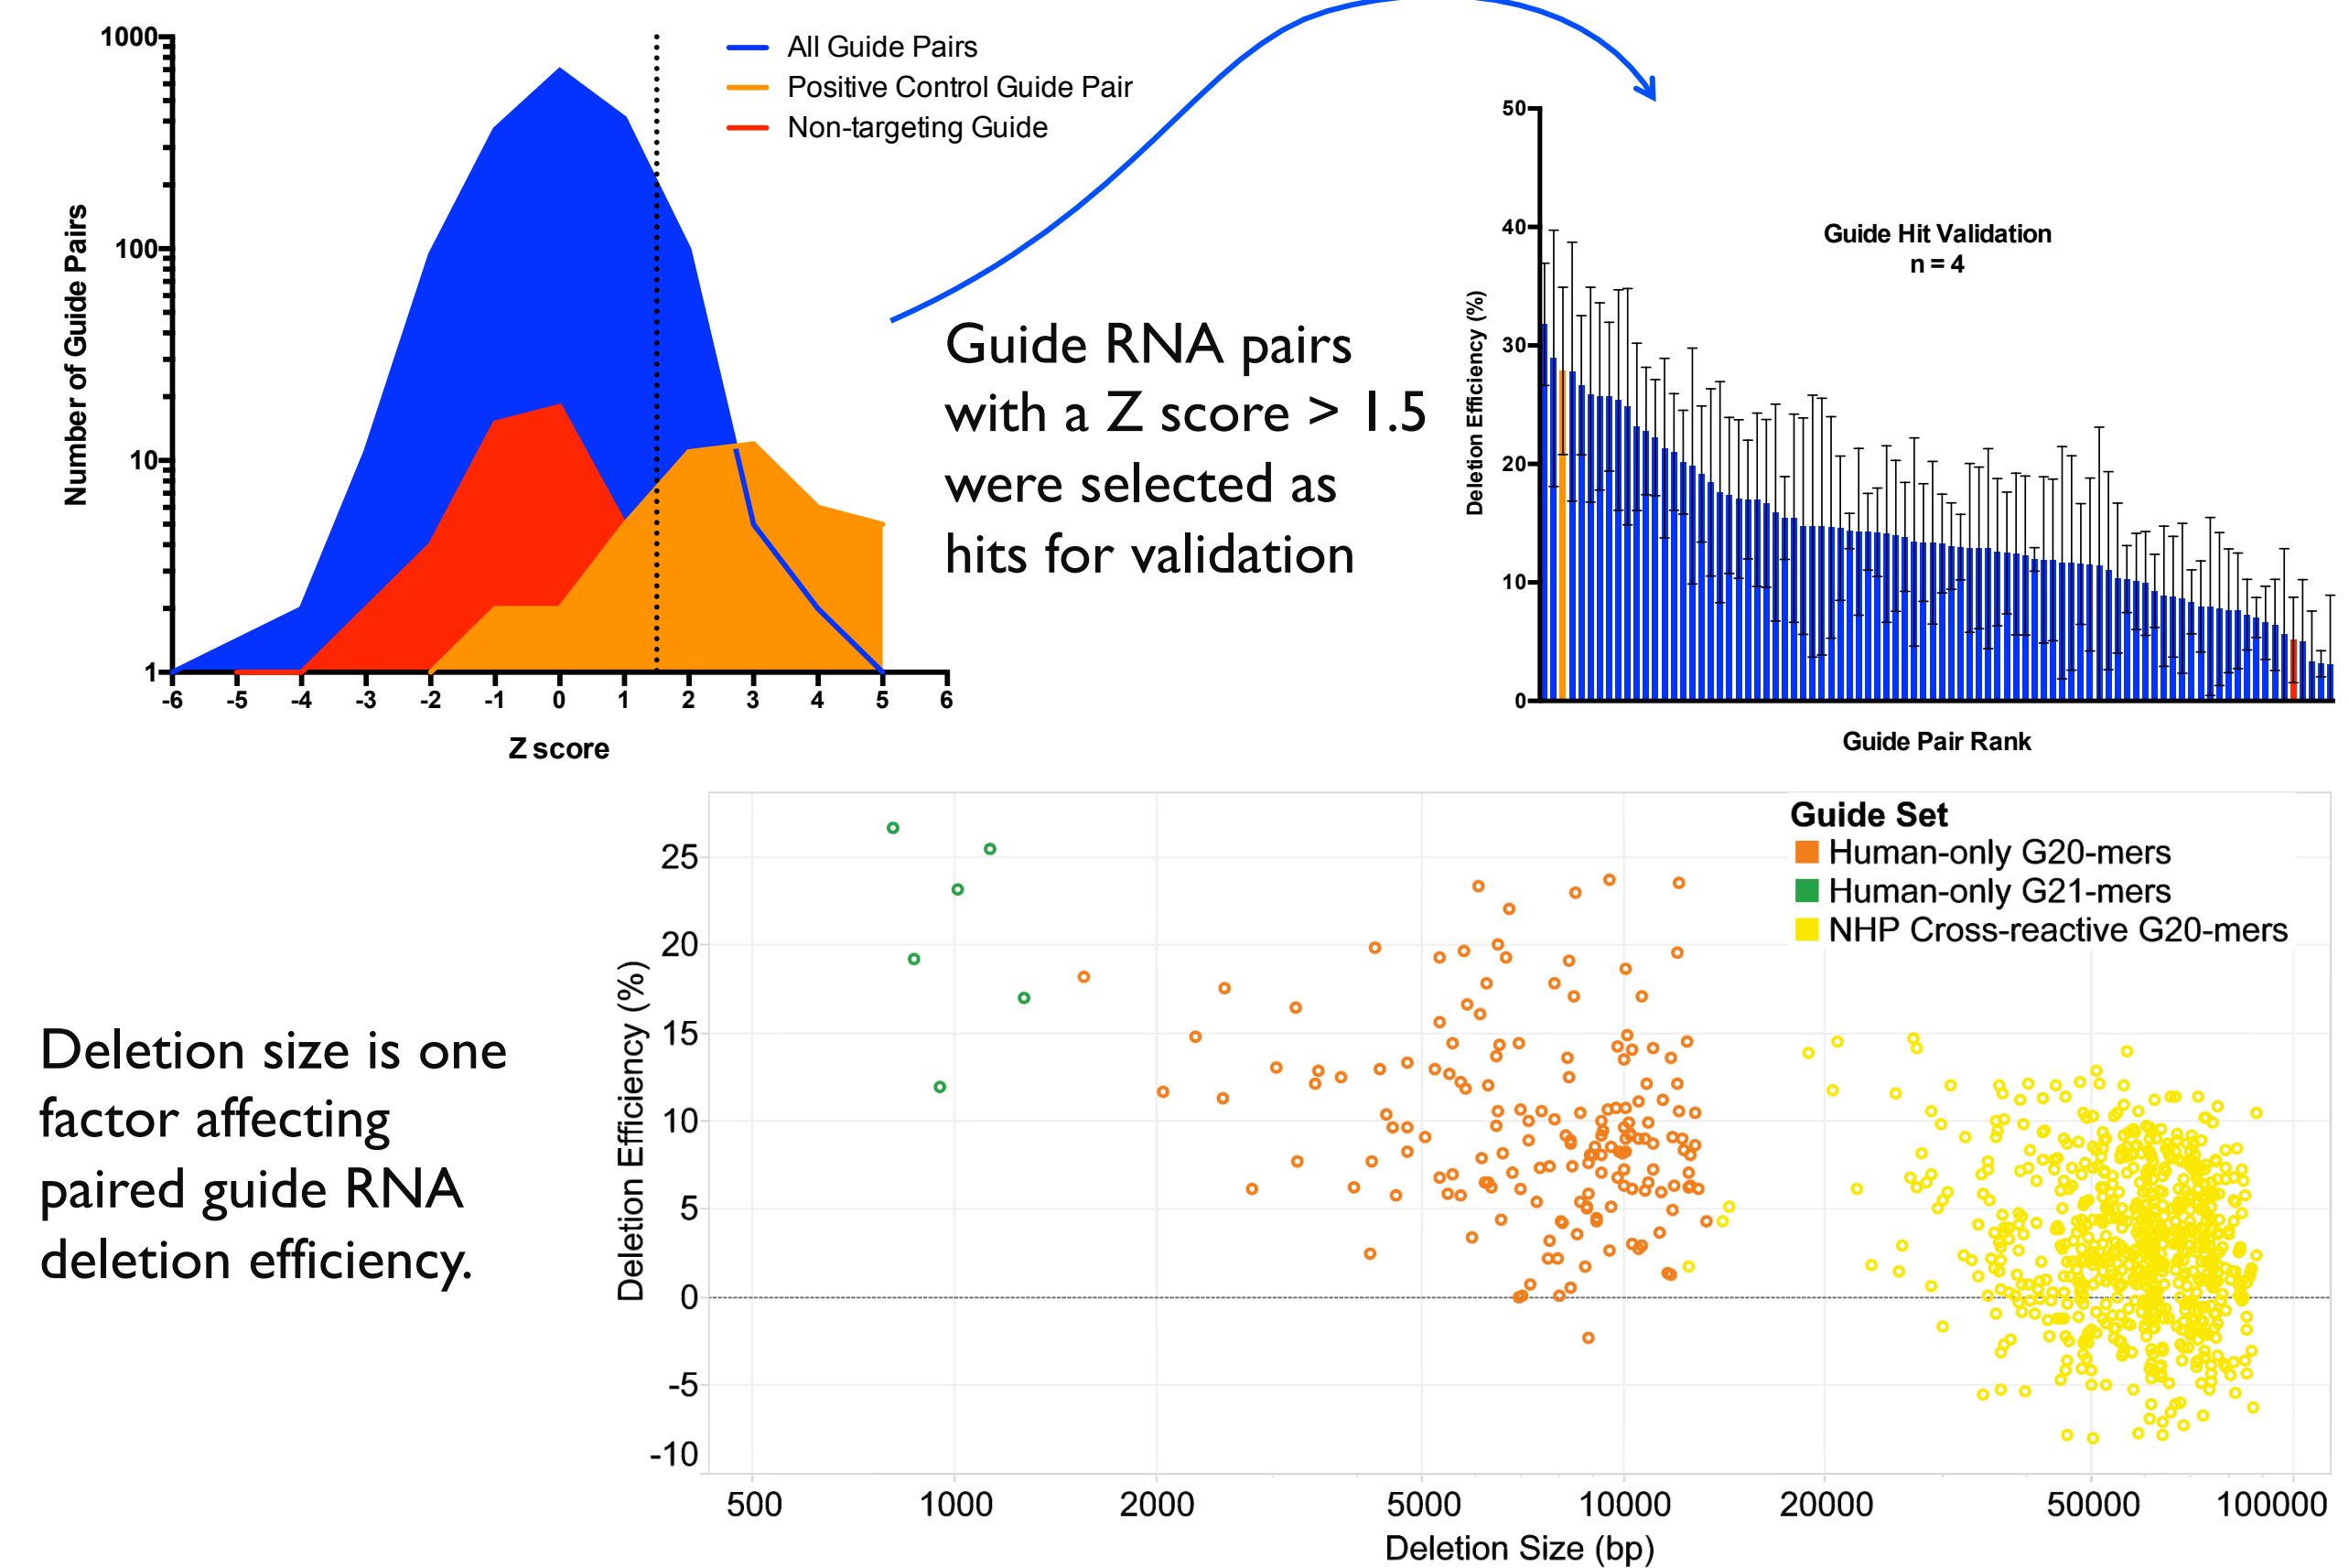 1000
100
10
1
Number of Guide Pairs
-6 -5 -4 -3 -2 -1 0 1 2 3 4 5 6
Z score
All Guide Pairs
Positive Control Guide Pair
Non-targeting Guide
Guide RNA pairs
with a Z score > 1.5
were selected as
hits for validation
50
40
30
20
10
0
Deletion Efficiency (%)
Guide Hit Validation
n = 4
Guide Pair Rank
Deletion size is one
factor affecting
paired guide RNA
deletion efficiency.
25
20
15
10
5
0
-5
-10
Deletion Efficiency (%)
Guide Set
Human-only G20-mers
Human-only G21-mers
NHP Cross-reactive G20-mers
500 1000 2000 5000 10000 20000 50000 100000
Deletion Size (bp)